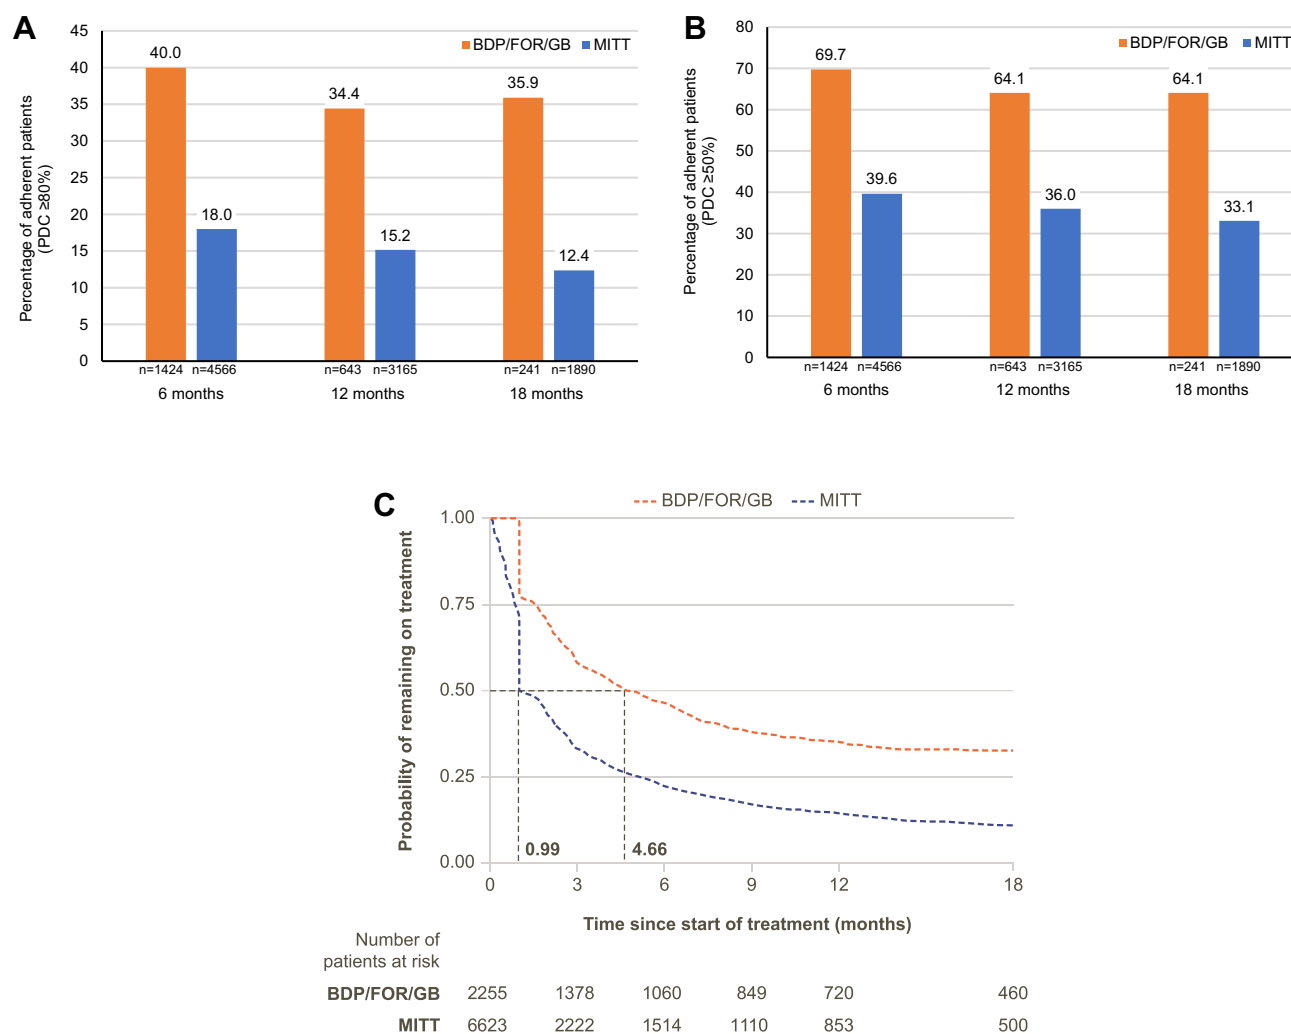 A
BDP/FOR/GB MITT
Percentage of adherent patients
(PDC ≥80%)
45
40
35
30
25
20
15
10
5
0
40.0
18.0
34.4
15.2
35.9
12.4
n=1424 n=4566 n=643 n=3165 n=241 n=1890
6 months 12 months 18 months
B
BDP/FOR/GB MITT
Percentage of adherent patients
(PDC ≥50%)
80
70
60
50
40
30
20
10
0
69.7
39.6
64.1
36.0
64.1
33.1
n=1424 n=4566 n=643 n=3165 n=241 n=1890
6 months 12 months 18 months
C
BDP/FOR/GB MITT
Probability of remaining on treatment
1.00
0.75
0.50
0.25
0.00
0.99 4.66
0 3 6 9 12 18
Time since start of treatment (months)
Number of
patients at risk
BDP/FOR/GB 2255 1378 1060 849 720 460
MITT 6623 2222 1514 1110 853 500